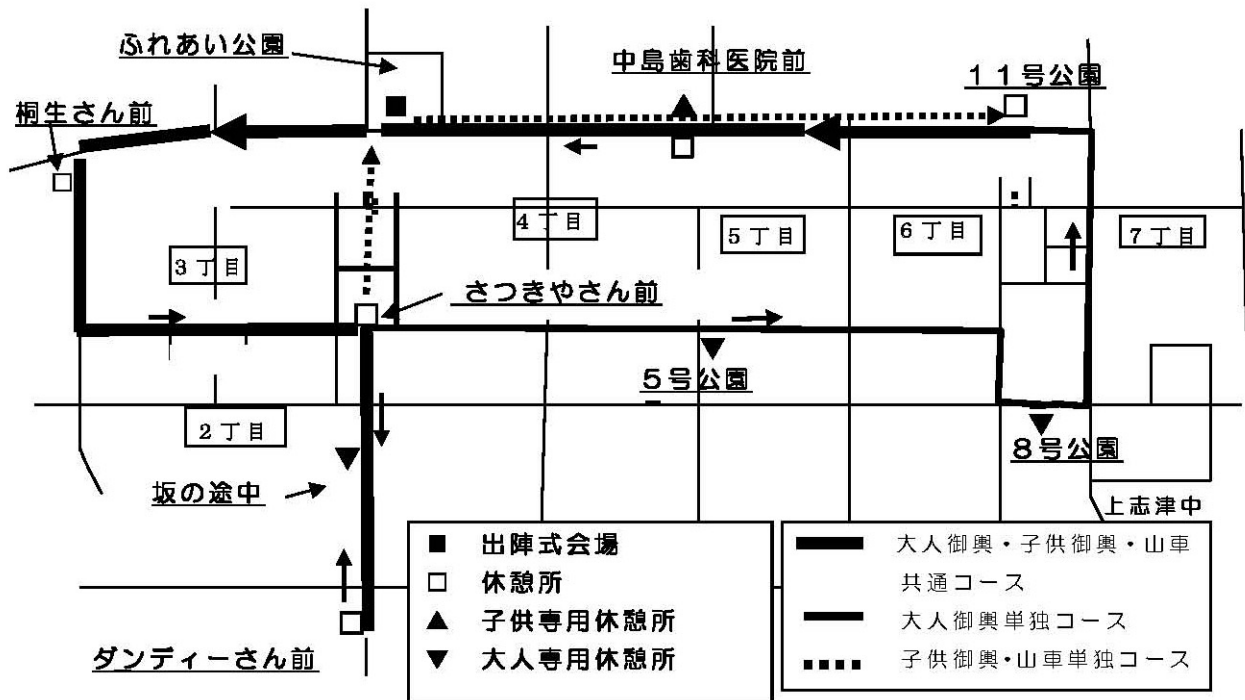 ふれあい公園
中島歯科医院前
１１号公園
桐生さん前
４丁目
５丁目
６丁目
７丁目
３丁目
さつきやさん前
５号公園
２丁目
８号公園
坂の途中
上志津中
■ 出陣式会場
□ 休憩所
▲ 子供専用休憩所
▼ 大人専用休憩所
大人御輿・子供御輿・山車
共通コース
大人御輿単独コース
子供御輿・山車単独コース
ダンディーさん前